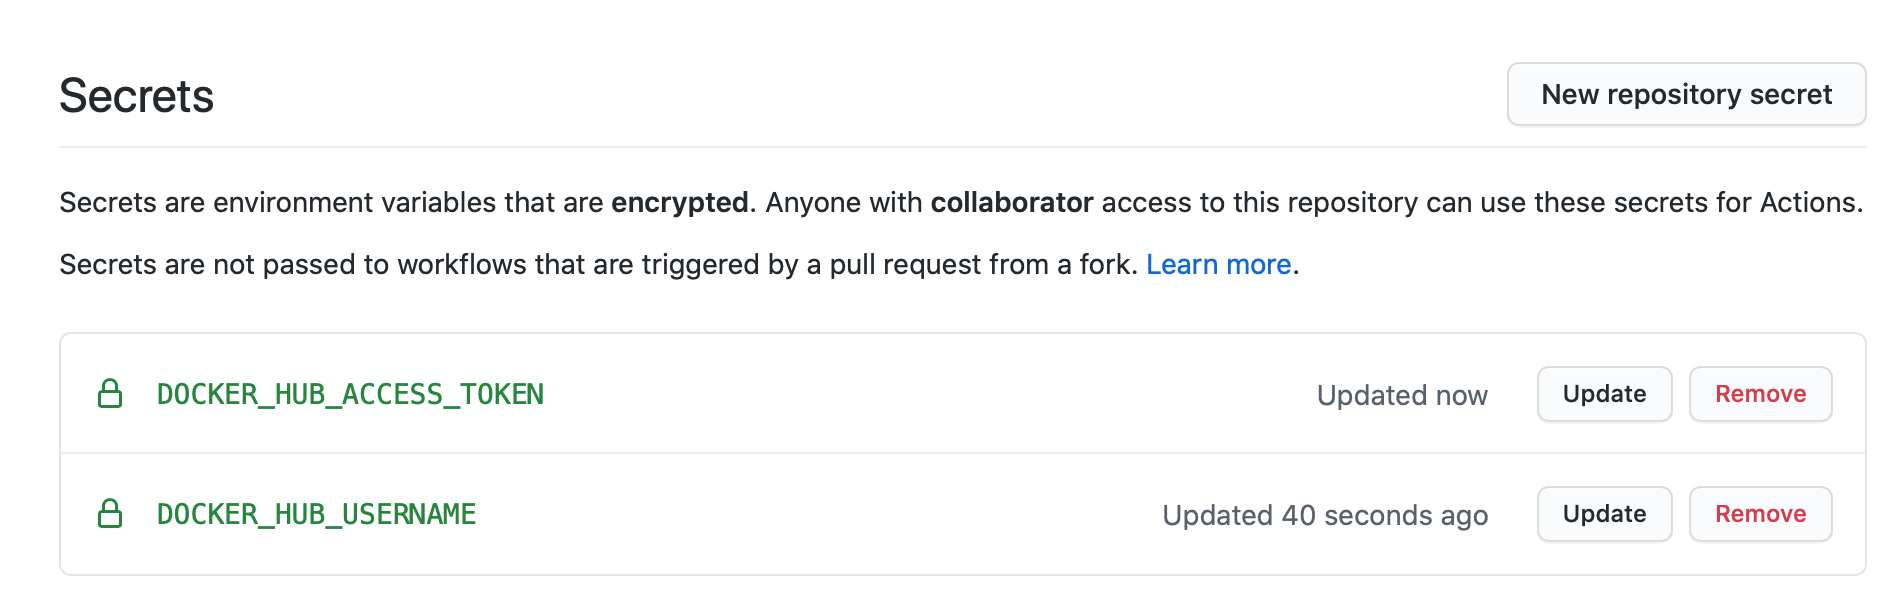 Secrets
New repository secret
Secrets are environment variables that are encrypted. Anyone with collaborator access to this repository can use these secrets for Actions.
Secrets are not passed to workflows that are triggered by a pull request from a fork. Learn more.
DOCKER_HUB_ACCESS_TOKEN Updated now Update Remove
DOCKER_HUB_USERNAME Updated 40 seconds ago Update Remove